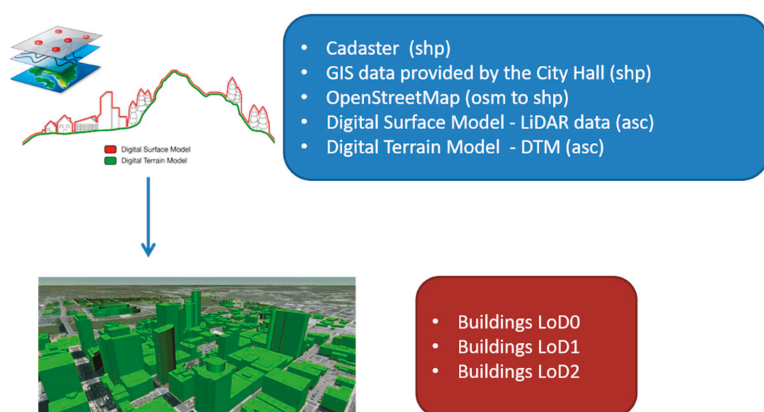 • Cadaster (shp)
• GIS data provided by the City Hall (shp)
• OpenStreetMap (osm to shp)
• Digital Surface Model - LiDAR data (asc)
• Digital Terrain Model - DTM (asc)
Digital Surface Model
Digital Terrain Model
• Buildings LoD0
• Buildings LoD1
• Buildings LoD2